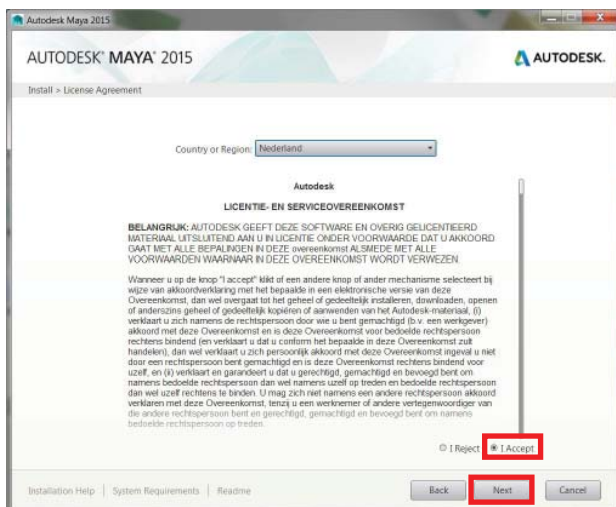 Autodesk Maya 2015
AUTODESK® MAYA® 2015
AUTODESK.
Install > License Agreement
Country or Region: Nederland
Autodesk
LICENTIE- EN SERVICEOVEREENKOMST
BELANGRIJK: AUTODESK GEEFT DEZE SOFTWARE EN OVERIG GELICENTIEERD
MATERIAAL UITSLUITEND AAN U IN LICENTIE ONDER VOORWAARDE DAT U AKKOORD
GAAT MET ALLE BEPALINGEN IN DEZE overeenkomst ALSMEDE MET ALLE
VOORWAARDEN WAARNAAR IN DEZE OVEREENKOMST WORDT VERWEZEN
Wanneer u op de knop "I accept" klikt of een andere knop of ander mechanisme selecteert bij
wijze van akkoordverklaring met het bepaalde in een elektronische versie van deze
Overeenkomst, dan wel overgaat tot het geheel of gedeeltelijk installeren, downloaden, openen
of anderszins geheel of gedeeltelijk kopiëren of aanwenden van het Autodesk-materiaal, (i)
verklaart u zich namens de rechtspersoon door wie u bent gemachtigd (b.v. een werkgever)
akkoord met deze Overeenkomst en is deze Overeenkomst voor bedoelde rechtspersoon
rechtens bindend (en verklaart u dat u conform het bepaalde in deze Overeenkomst zult
handelen), dan wel verklaart u zich persoonlijk akkoord met deze Overeenkomst ingeval u niet
door een rechtspersoon bent gemachtigd en is deze Overeenkomst rechtens bindend voor
uzelf, en (ii) verklaart en garandeert u dat u gerechtigd, gemachtigd en bevoegd bent om
namens bedoelde rechtspersoon dan wel namens uzelf op treden en bedoelde rechtspersoon
dan wel uzelf rechtens te binden. U mag zich niet namens een andere rechtspersoon akkoord
verklaren met deze Overeenkomst, tenzij u een werknemer of andere vertegenwoordiger van
die andere rechtspersoon bent en gerechtigd, gemachtigd en bevoegd bent om namens
bedoelde rechtspersoon op treden.
I Reject I Accept
Installation Help | System Requirements | Readme Back Next Cancel